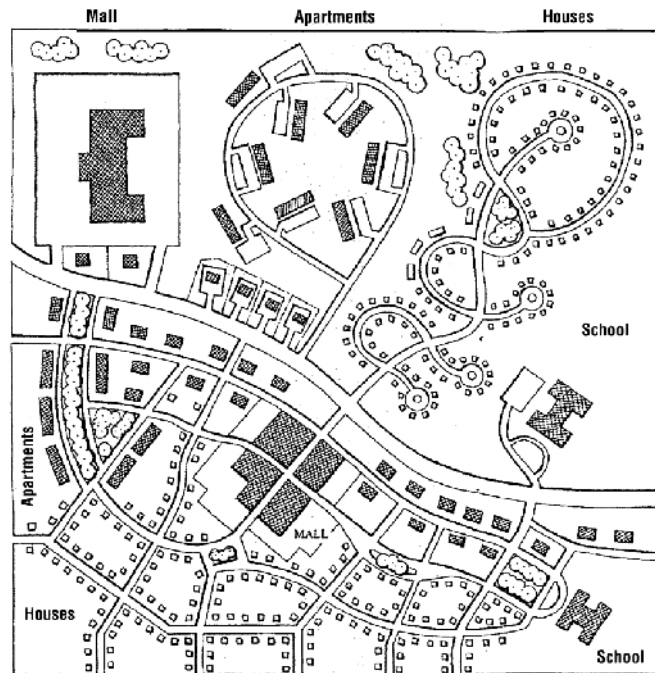 Mall Apartments Houses
School
Apartments
MALL
Houses
School